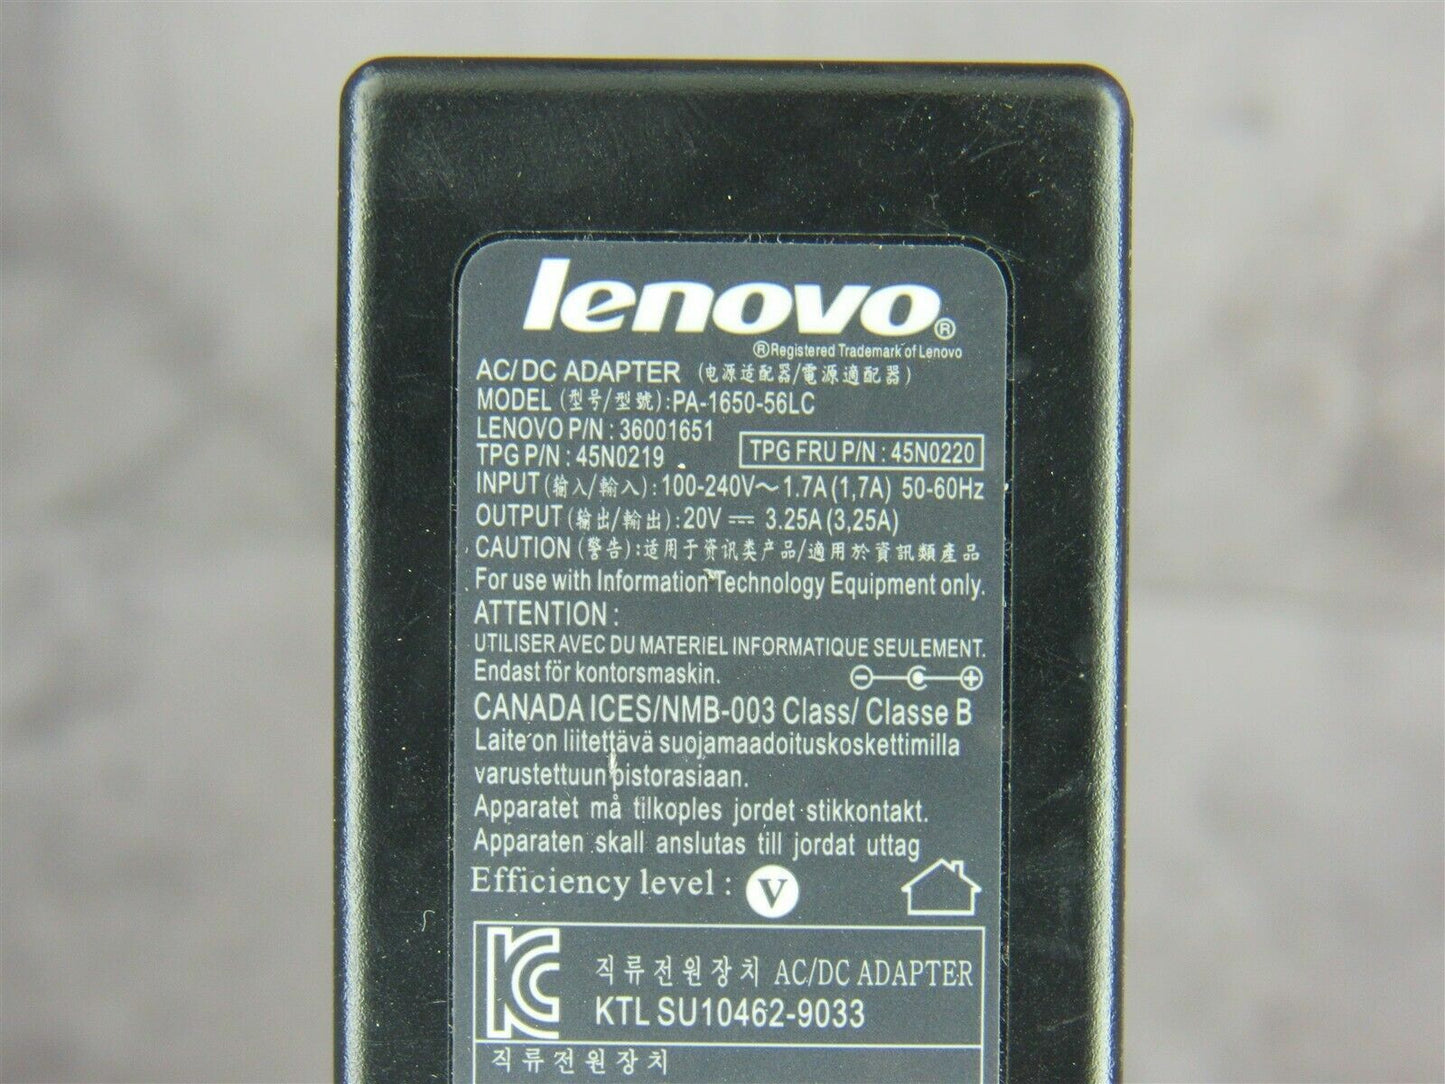 lenovo®
®Registered Trademark of Lenovo
AC/DC ADAPTER (电源适配器/電源適配器)
MODEL (型号/型號):PA-1650-56LC
LENOVO P/N : 36001651
TPG P/N : 45N0219
TPG FRU P/N : 45N0220
INPUT (输入/輸入):100-240V～1.7A (1,7A) 50-60Hz
OUTPUT (输出/輸出):20V ⎓ 3.25A (3,25A)
CAUTION (警告):适用于资讯类产品/適用於資訊類產品
For use with Information Technology Equipment only.
ATTENTION :
UTILISER AVEC DU MATERIEL INFORMATIQUE SEULEMENT.
Endast för kontorsmaskin.
CANADA ICES/NMB-003 Class/ Classe B
Laite on liitettävä suojamaadoituskoskettimilla
varustettuun pistorasiaan.
Apparatet må tilkoples jordet stikkontakt.
Apparaten skall anslutas till jordat uttag
Efficiency level : V
직류전원장치 AC/DC ADAPTER
KTL SU10462-9033
직류전원장치